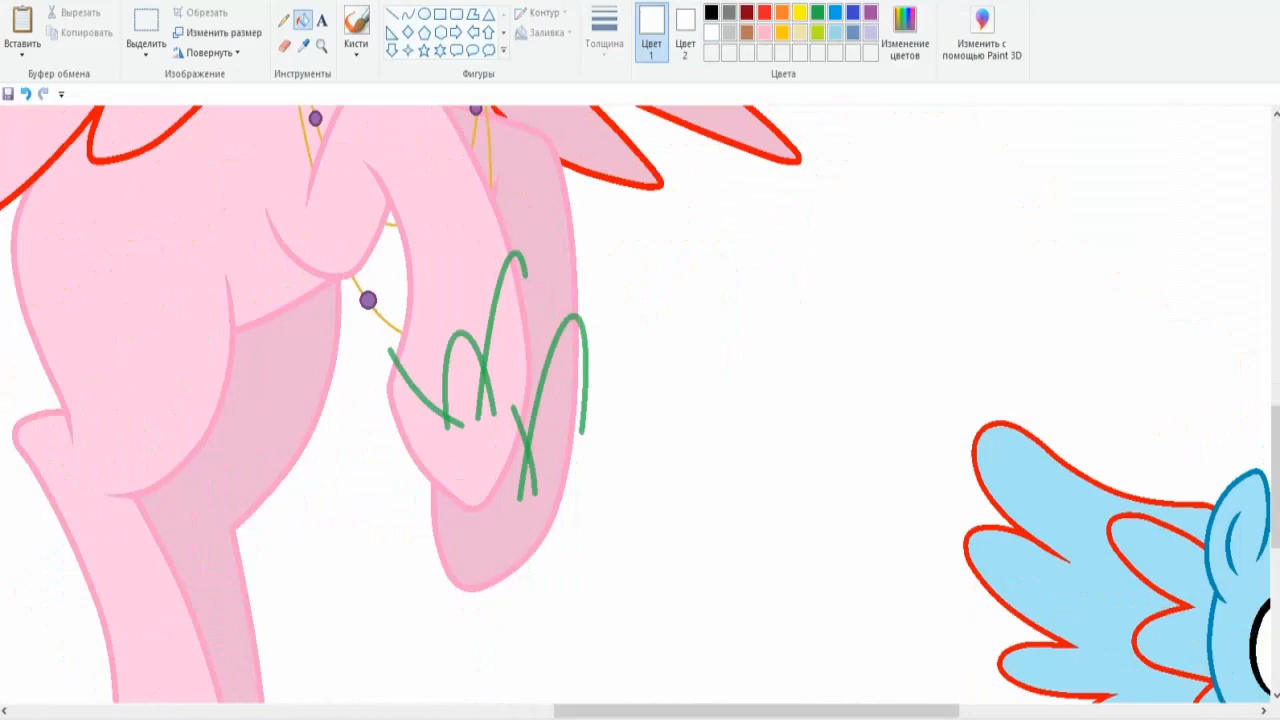 Вырезать
Обрезать
Контур
Копировать
Изменить размер
Заливка
Вставить
Выделить
Повернуть
A
Кисти
Толщина
Цвет
1
Цвет
2
Изменение
цветов
Изменить с
помощью Paint 3D
Буфер обмена
Изображение
Инструменты
Фигуры
Цвета